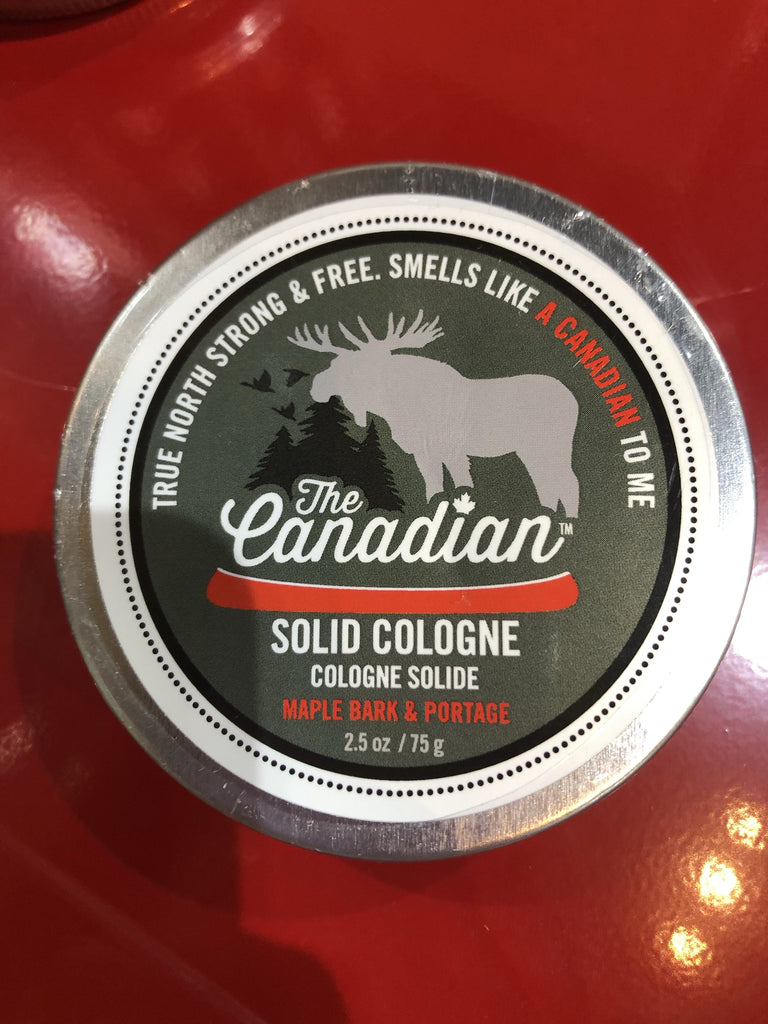 TRUE NORTH STRONG & FREE. SMELLS LIKE A CANADIAN TO ME
The
Canadian™
SOLID COLOGNE
COLOGNE SOLIDE
MAPLE BARK & PORTAGE
2.5 oz / 75 g